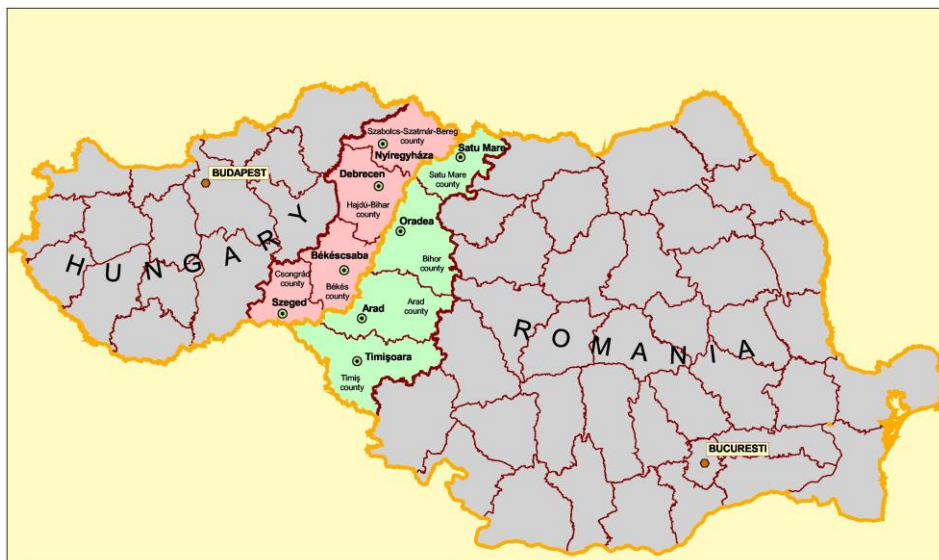 Szabolcs-Szatmár-Bereg
county
Nyíregyháza
Satu Mare
Satu Mare
county
BUDAPEST
Debrecen
Hajdú-Bihar
county
Oradea
Bihor
county
HUNGARY
Békéscsaba
Csongrád
county
Békés
county
Szeged
Arad
Arad
county
ROMANIA
Timişoara
Timiş
county
BUCURESTI